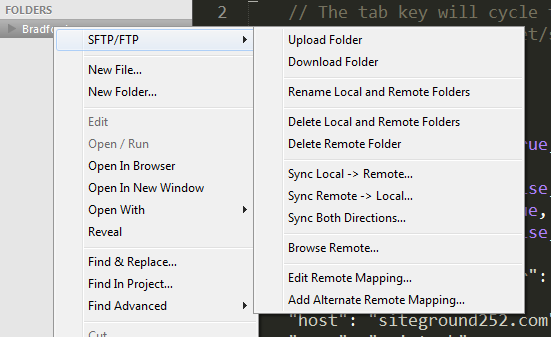 FOLDERS
2
// The tab key will cycle
SFTP/FTP
New File...
New Folder...
Edit
Open / Run
Open In Browser
Open In New Window
Open With
Reveal
Find & Replace...
Find In Project...
Find Advanced
Cut
Upload Folder
Download Folder
Rename Local and Remote Folders
Delete Local and Remote Folders
Delete Remote Folder
Sync Local -> Remote...
Sync Remote -> Local...
Sync Both Directions...
Browse Remote...
Edit Remote Mapping...
Add Alternate Remote Mapping...
"host": "siteground252.com"